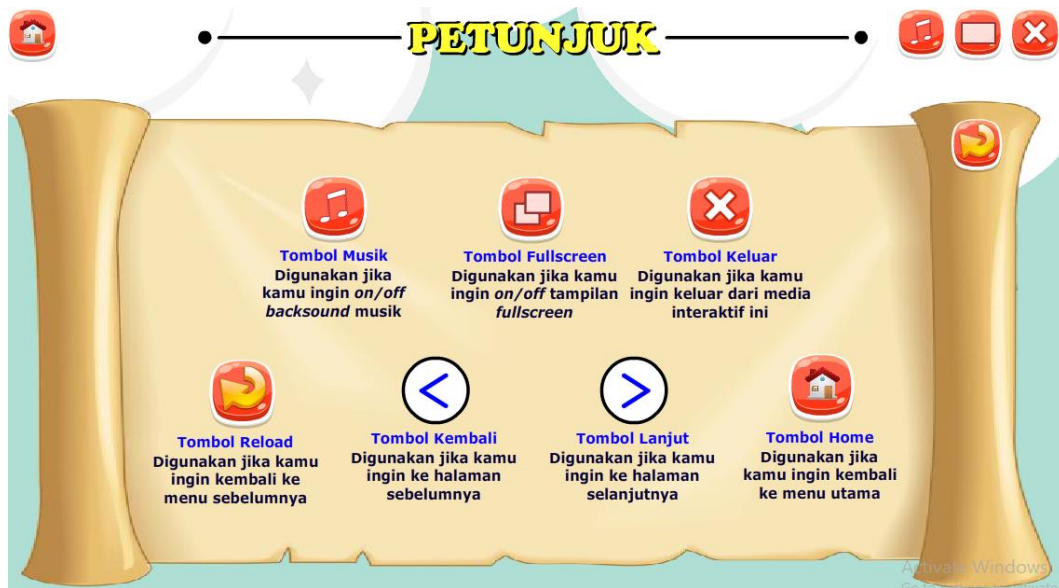 PETUNJUK
Tombol Musik
Digunakan jika
kamu ingin on/off
backsound musik
Tombol Fullscreen
Digunakan jika kamu
ingin on/off tampilan
fullscreen
Tombol Keluar
Digunakan jika kamu
ingin keluar dari media
interaktif ini
Tombol Reload
Digunakan jika kamu
ingin kembali ke
menu sebelumnya
Tombol Kembali
Digunakan jika kamu
ingin ke halaman
sebelumnya
Tombol Lanjut
Digunakan jika kamu
ingin ke halaman
selanjutnya
Tombol Home
Digunakan jika
kamu ingin kembali
ke menu utama
Activate Windows